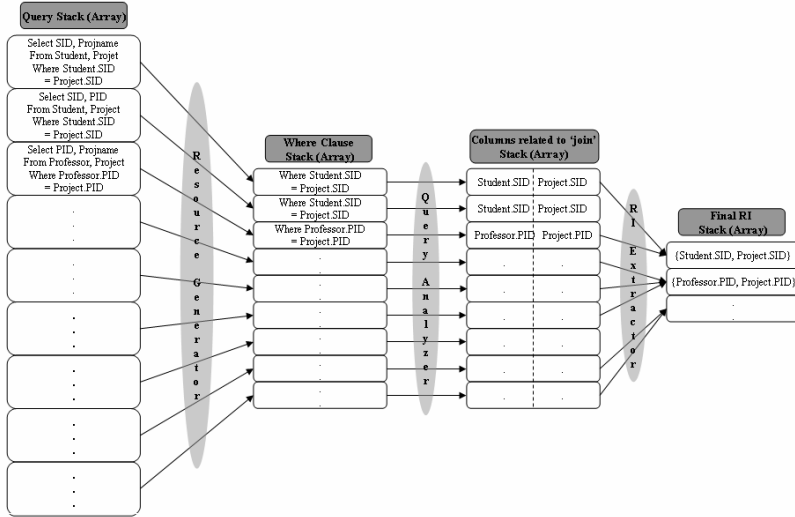 Query Stack (Array)
Select SID, Projname
From Student, Projet
Where Student.SID
= Project.SID
Select SID, PID
From Student, Project
Where Student.SID
= Project.SID
Select PID, Projname
From Professor, Project
Where Professor.PID
= Project.PID
Resource Generator
Where Clause
Stack (Array)
Where Student.SID
= Project.SID
Where Student.SID
= Project.SID
Where Professor.PID
= Project.PID
Query Analyzer
Columns related to ‘join’
Stack (Array)
Student.SID Project.SID
Student.SID Project.SID
Professor.PID Project.PID
RI Extractor
Final RI
Stack (Array)
{Student.SID, Project.SID}
{Professor.PID, Project.PID}